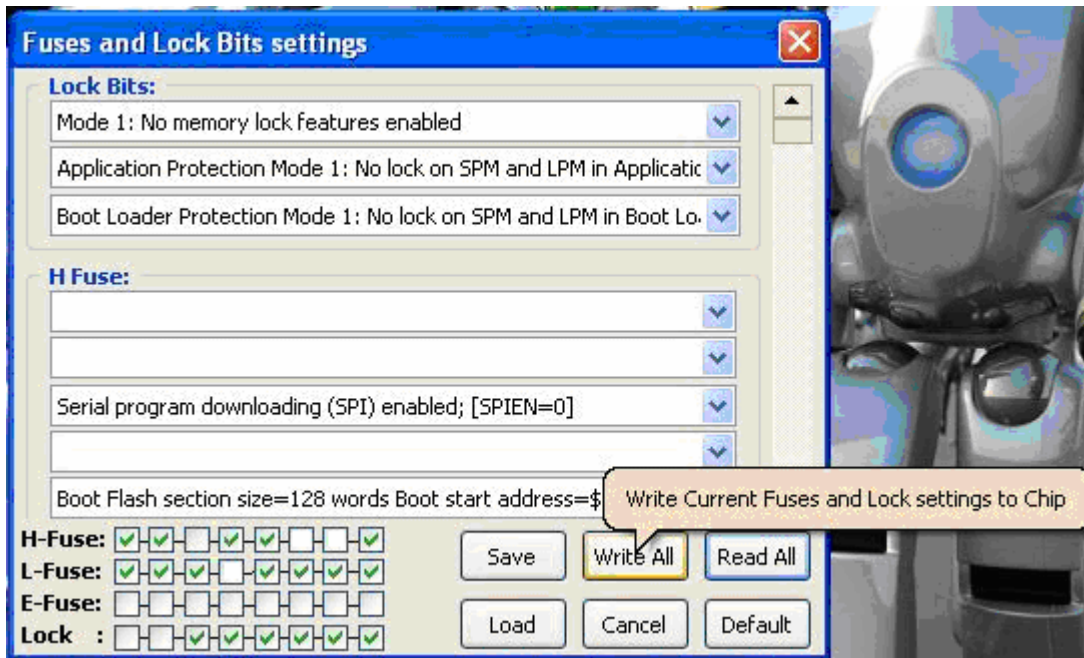 Fuses and Lock Bits settings
Lock Bits:
Mode 1: No memory lock features enabled
Application Protection Mode 1: No lock on SPM and LPM in Applicatic
Boot Loader Protection Mode 1: No lock on SPM and LPM in Boot Lo
H Fuse:
Serial program downloading (SPI) enabled; [SPIEN=0]
Boot Flash section size=128 words Boot start address=$
Write Current Fuses and Lock settings to Chip
H-Fuse:
L-Fuse:
E-Fuse:
Lock :
Save Write All Read All
Load Cancel Default